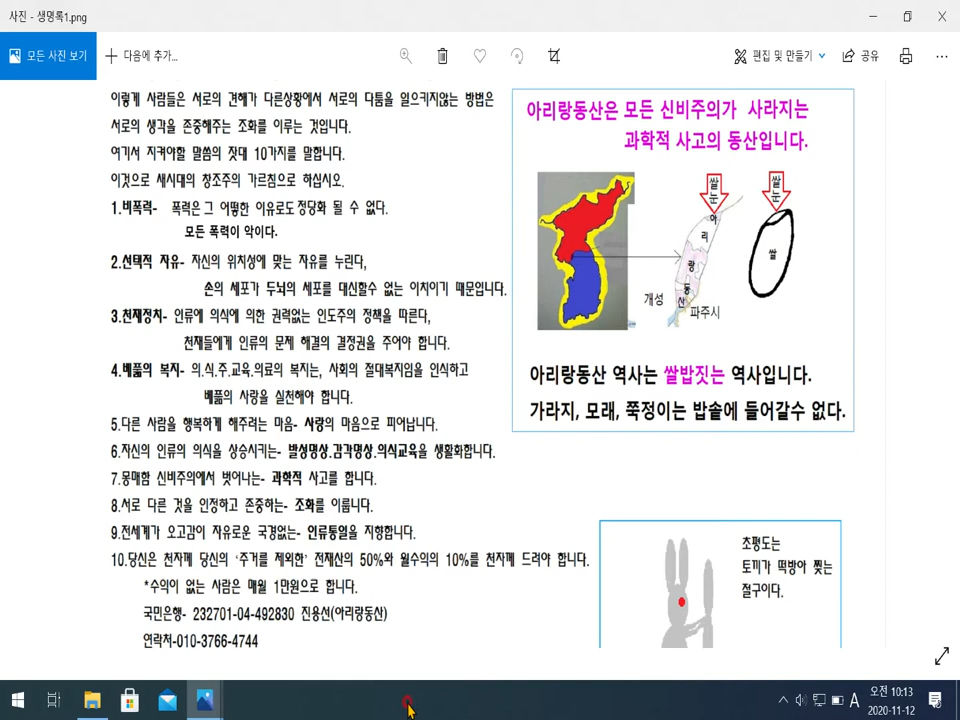 사진 - 생명록1.png
모든 사진 보기
다음에 추가...
편집 및 만들기
공유
이렇게 사람들은 서로의 견해가 다른상황에서 서로의 다툼을 일으키지않는 방법은
서로의 생각을 존중해주는 조화를 이루는 것입니다.
여기서 지켜야할 말씀의 잣대 10가지를 말합니다.
이것으로 새시대의 창조주의 가르침으로 하십시오.
1.비폭력- 폭력은 그 어떠한 이유로도 정당화 될 수 없다.
모든 폭력이 악이다.
2.선택적 자유- 자신의 위치성에 맞는 자유를 누린다,
손의 세포가 두뇌의 세포를 대신할수 없는 이치이기 때문입니다.
3.천재정치- 인류에 의식에 의한 권력없는 인도주의 정책을 따른다,
천재들에게 인류의 문제 해결의 결정권을 주어야 합니다.
4.베풂의 복지- 의.식.주.교육.의료의 복지는, 사회의 절대복지임을 인식하고
베풂의 사랑을 실천해야 합니다.
5.다른 사람을 행복하게 해주려는 마음- 사랑의 마음으로 피어납니다.
6.자신의 인류의 의식을 상승시키는- 발성명상.감각명상.의식교육을 생활화합니다.
7.몽매함 신비주의에서 벗어나는- 과학적 사고를 합니다.
8.서로 다른 것을 인정하고 존중하는- 조화를 이룹니다.
9.전세계가 오고감이 자유로운 국경없는- 인류통일을 지향합니다.
10.당신은 천자께 당신의 '주거를 제외한' 전재산의 50%와 월수익의 10%를 천자께 드려야 합니다.
*수익이 없는 사람은 매월 1만원으로 합니다.
국민은행- 232701-04-492830 진용선(아리랑동산)
연락처-010-3766-4744
아리랑동산은 모든 신비주의가 사라지는
과학적 사고의 동산입니다.
쌀눈
쌀눈
아리랑동산
쌀
개성
파주시
아리랑동산 역사는 쌀밥짓는 역사입니다.
가라지, 모래, 쭉정이는 밥솥에 들어갈수 없다.
초평도는
토끼가 떡방아 찧는
절구이다.
A
오전 10:13
2020-11-12